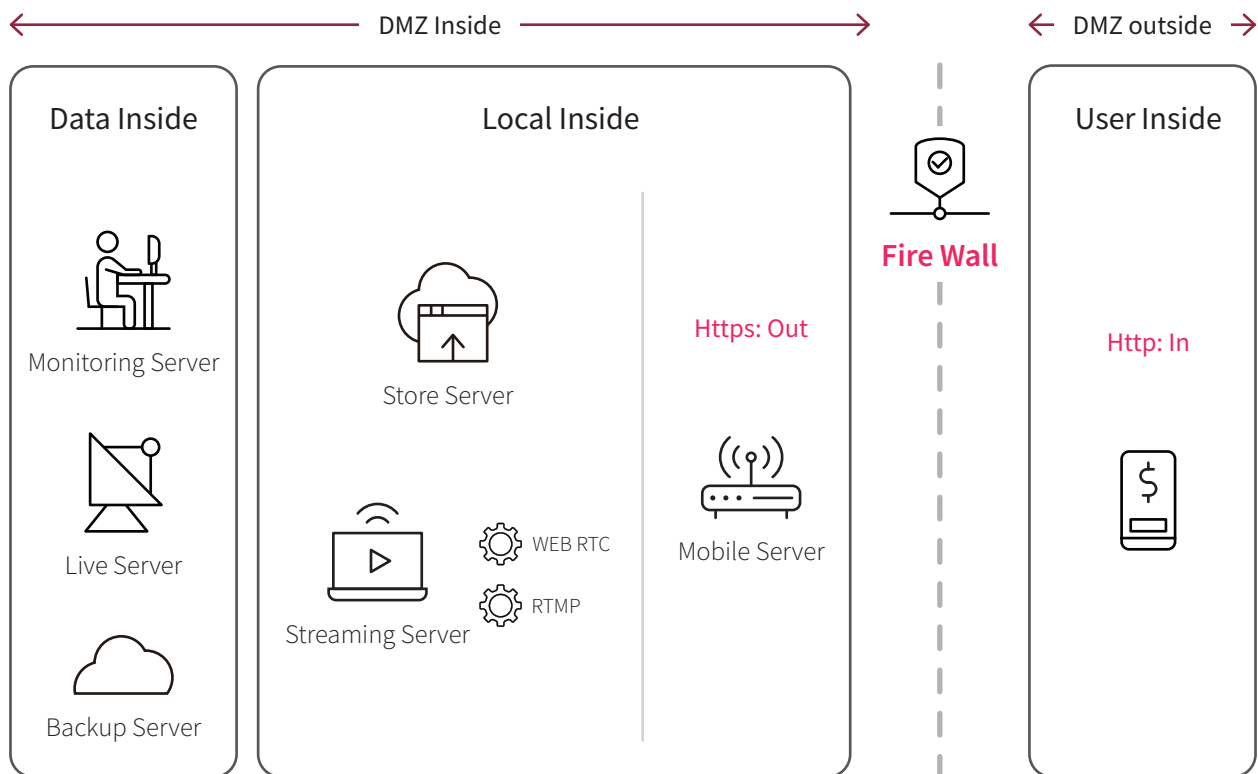 DMZ Inside
DMZ outside
Data Inside
Monitoring Server
Live Server
Backup Server
Local Inside
Store Server
Streaming Server
WEB RTC
RTMP
Https: Out
Mobile Server
Fire Wall
User Inside
Http: In
$